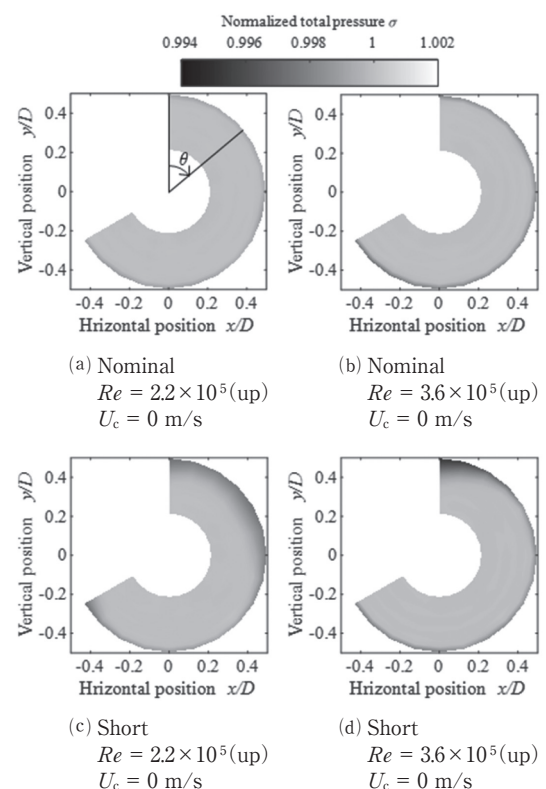 Normalized total pressure σ
0.994 0.996 0.998 1 1.002
Vertical position y/D
0.4
0.2
0
-0.2
-0.4
θ
-0.4 -0.2 0 0.2 0.4
Hrizontal position x/D
Vertical position y/D
0.4
0.2
0
-0.2
-0.4
-0.4 -0.2 0 0.2 0.4
Hrizontal position x/D
(a) Nominal
Re = 2.2×10⁵(up)
U꜀ = 0 m/s
(b) Nominal
Re = 3.6×10⁵(up)
U꜀ = 0 m/s
Vertical position y/D
0.4
0.2
0
-0.2
-0.4
-0.4 -0.2 0 0.2 0.4
Hrizontal position x/D
Vertical position y/D
0.4
0.2
0
-0.2
-0.4
-0.4 -0.2 0 0.2 0.4
Hrizontal position x/D
(c) Short
Re = 2.2×10⁵(up)
U꜀ = 0 m/s
(d) Short
Re = 3.6×10⁵(up)
U꜀ = 0 m/s